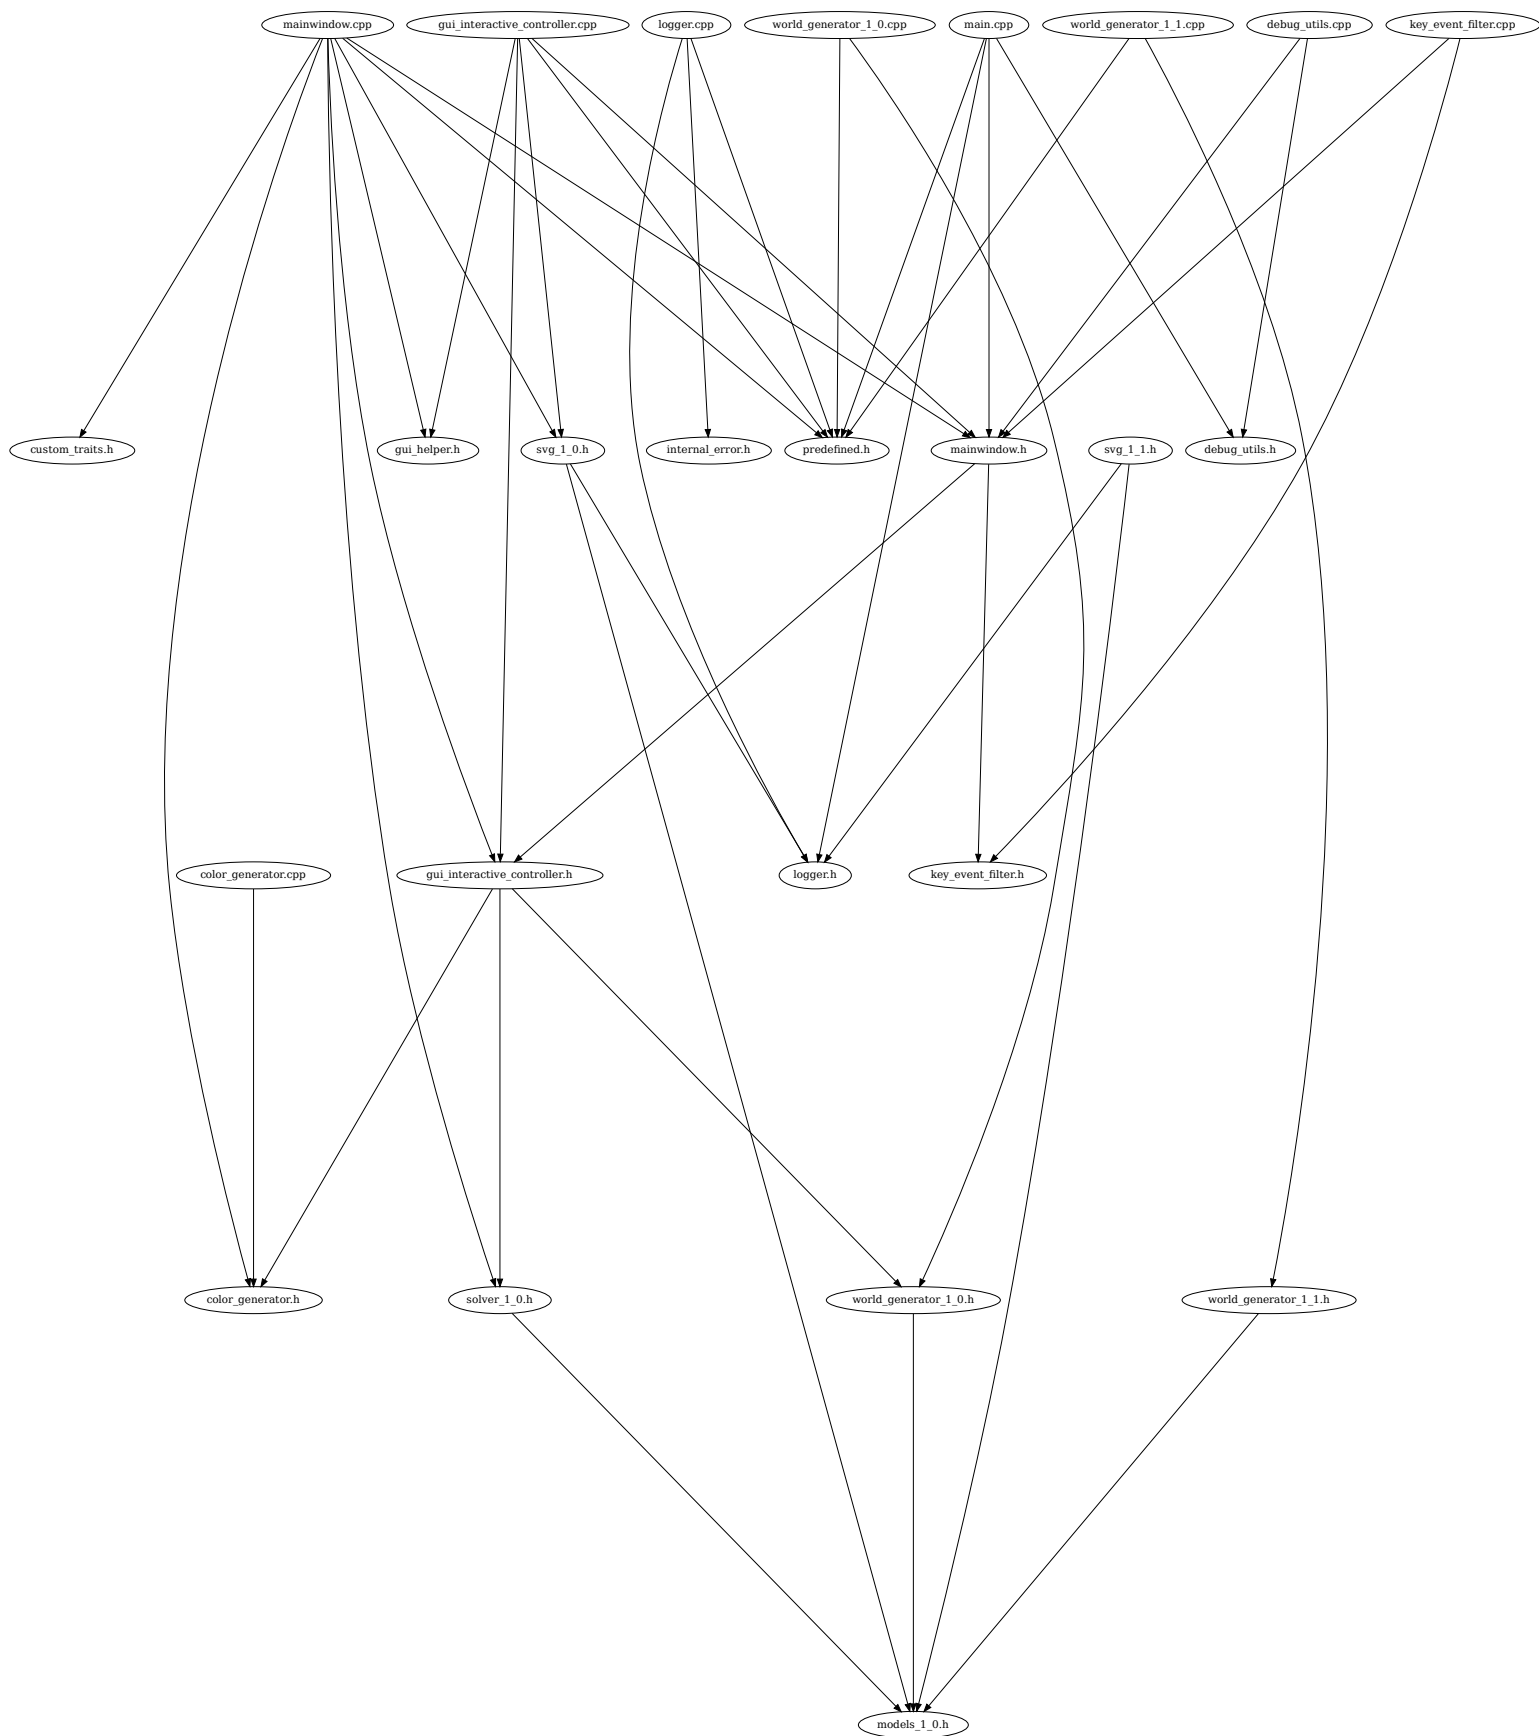 mainwindow.cpp
gui_interactive_controller.cpp
logger.cpp
world_generator_1_0.cpp
main.cpp
world_generator_1_1.cpp
debug_utils.cpp
key_event_filter.cpp
custom_traits.h
gui_helper.h
svg_1_0.h
internal_error.h
predefined.h
mainwindow.h
svg_1_1.h
debug_utils.h
color_generator.cpp
gui_interactive_controller.h
logger.h
key_event_filter.h
color_generator.h
solver_1_0.h
world_generator_1_0.h
world_generator_1_1.h
models_1_0.h